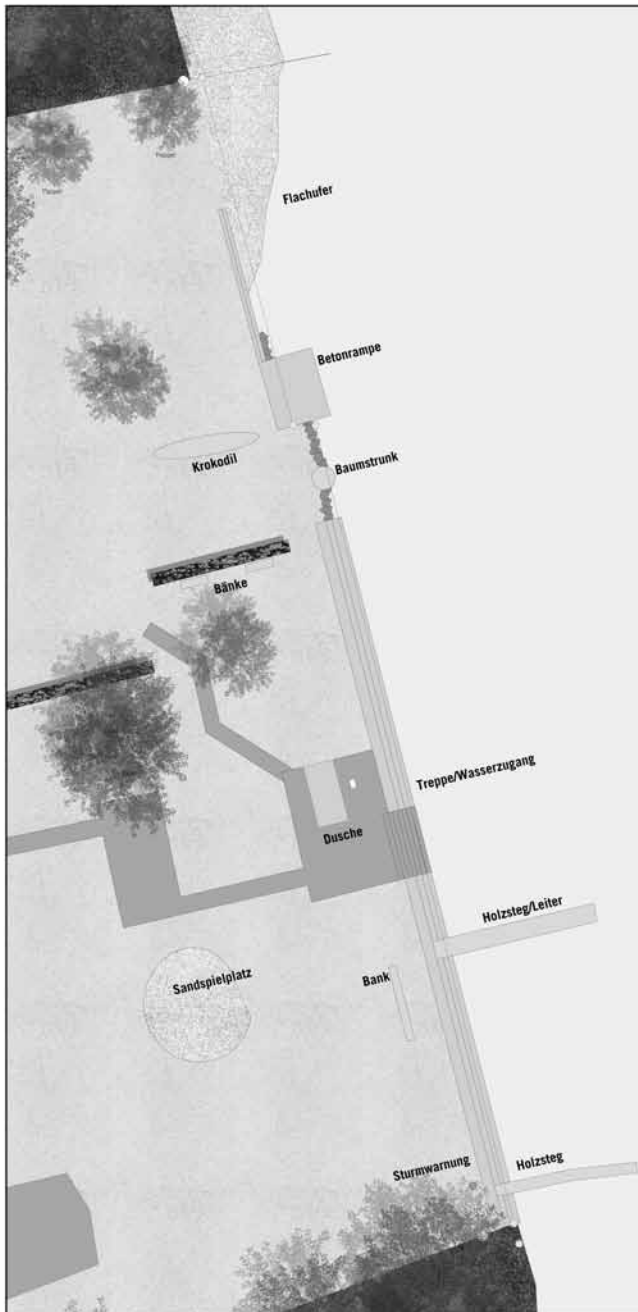 Flachufer
Betonrampe
Krokodil
Baumstrunk
Bänke
Treppe/Wasserzugang
Dusche
Holzsteg/Leiter
Sandspielplatz
Bank
Sturmwarnung
Holzsteg